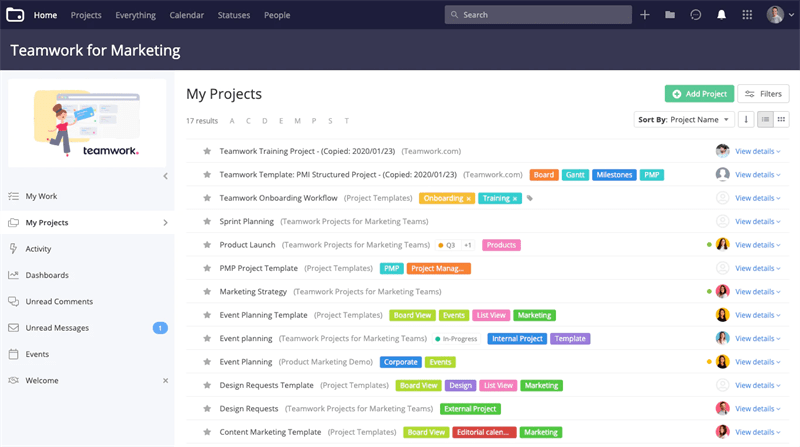 Home Projects Everything Calendar Statuses People Search
Teamwork for Marketing
teamwork.
My Work
My Projects
Activity
Dashboards
Unread Comments
Unread Messages 1
Events
Welcome ×
My Projects
Add Project Filters
17 results A C D E M P S T
Sort By: Project Name
Teamwork Training Project - (Copied: 2020/01/23) (Teamwork.com) View details
Teamwork Template: PMI Structured Project - (Copied: 2020/01/23) (Teamwork.com) Board Gantt Milestones PMP View details
Teamwork Onboarding Workflow (Project Templates) Onboarding × Training × View details
Sprint Planning (Teamwork Projects for Marketing Teams) View details
Product Launch (Teamwork Projects for Marketing Teams) Q3 +1 Products View details
PMP Project Template (Project Templates) PMP Project Manag... View details
Marketing Strategy (Teamwork Projects for Marketing Teams) View details
Event Planning Template (Project Templates) Board View Events List View Marketing View details
Event planning (Teamwork Projects for Marketing Teams) In-Progress Internal Project Template View details
Event Planning (Product Marketing Demo) Corporate Events View details
Design Requests Template (Project Templates) Board View Design List View Marketing View details
Design Requests (Teamwork Projects for Marketing Teams) External Project View details
Content Marketing Template (Project Templates) Board View Editorial calen... Marketing View details